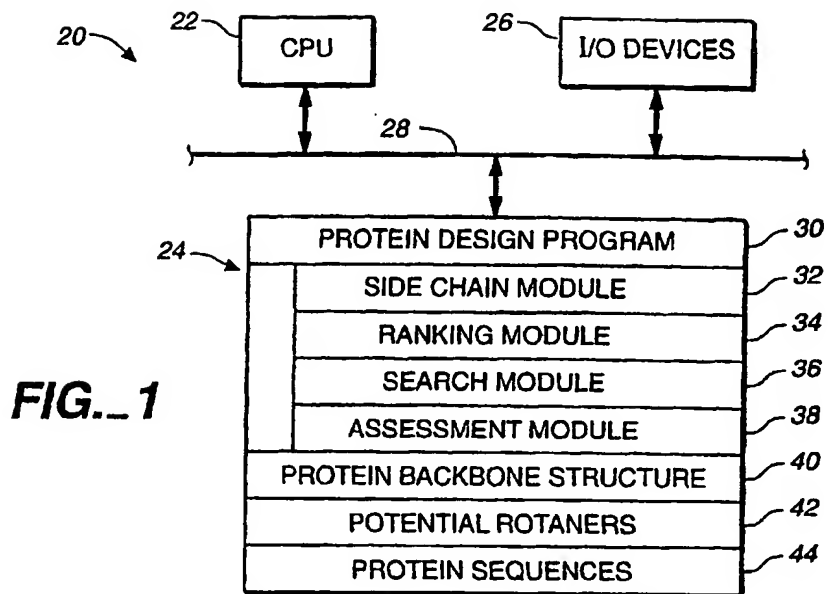 20
22
CPU
26
I/O DEVICES
28
24
PROTEIN DESIGN PROGRAM
30
SIDE CHAIN MODULE
32
RANKING MODULE
34
SEARCH MODULE
36
ASSESSMENT MODULE
38
PROTEIN BACKBONE STRUCTURE
40
POTENTIAL ROTANERS
42
PROTEIN SEQUENCES
44
FIG._1